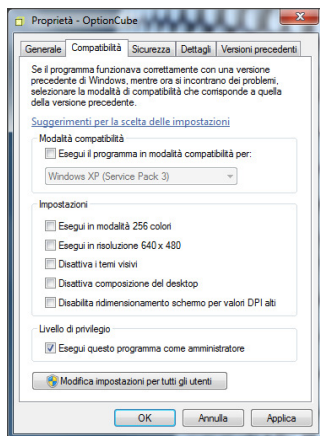 Proprietà - OptionCube
Generale Compatibilità Sicurezza Dettagli Versioni precedenti
Se il programma funzionava correttamente con una versione
precedente di Windows, mentre ora si incontrano dei problemi,
selezionare la modalità di compatibilità che corrisponde a quella
della versione precedente.
Suggerimenti per la scelta delle impostazioni
Modalità compatibilità
Esegui il programma in modalità compatibilità per:
Windows XP (Service Pack 3)
Impostazioni
Esegui in modalità 256 colori
Esegui in risoluzione 640 x 480
Disattiva i temi visivi
Disattiva composizione del desktop
Disabilita ridimensionamento schermo per valori DPI alti
Livello di privilegio
Esegui questo programma come amministratore
Modifica impostazioni per tutti gli utenti
OK Annulla Applica